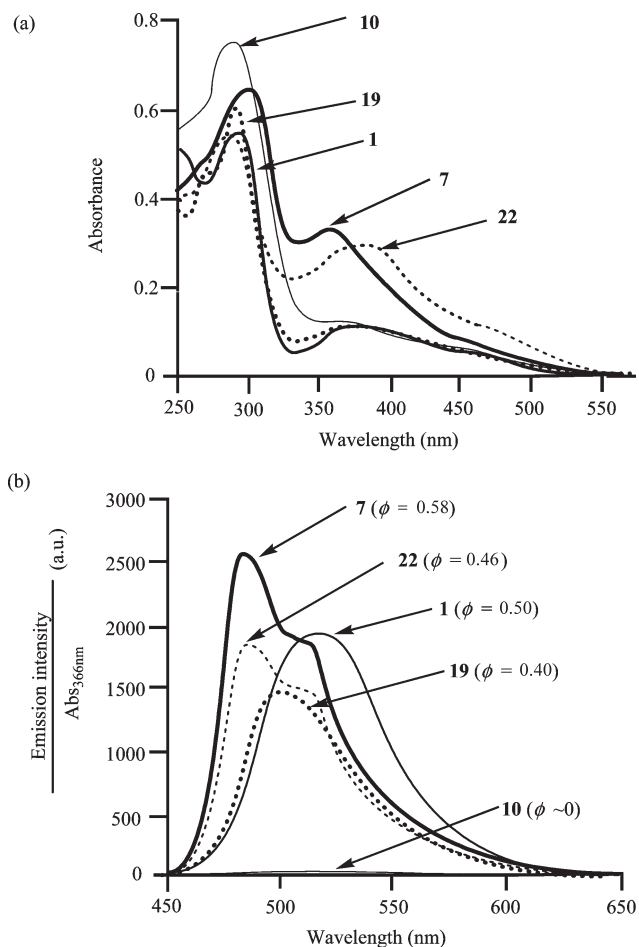 (a)
0.8
0.6
0.4
0.2
0
Absorbance
10
19
1
7
22
250 300 350 400 450 500 550
Wavelength (nm)
(b)
3000
2500
2000
1500
1000
500
0
Emission intensity (a.u.)
Abs366nm
7 (ϕ = 0.58)
22 (ϕ = 0.46)
1 (ϕ = 0.50)
19 (ϕ = 0.40)
10 (ϕ ~0)
450 500 550 600 650
Wavelength (nm)